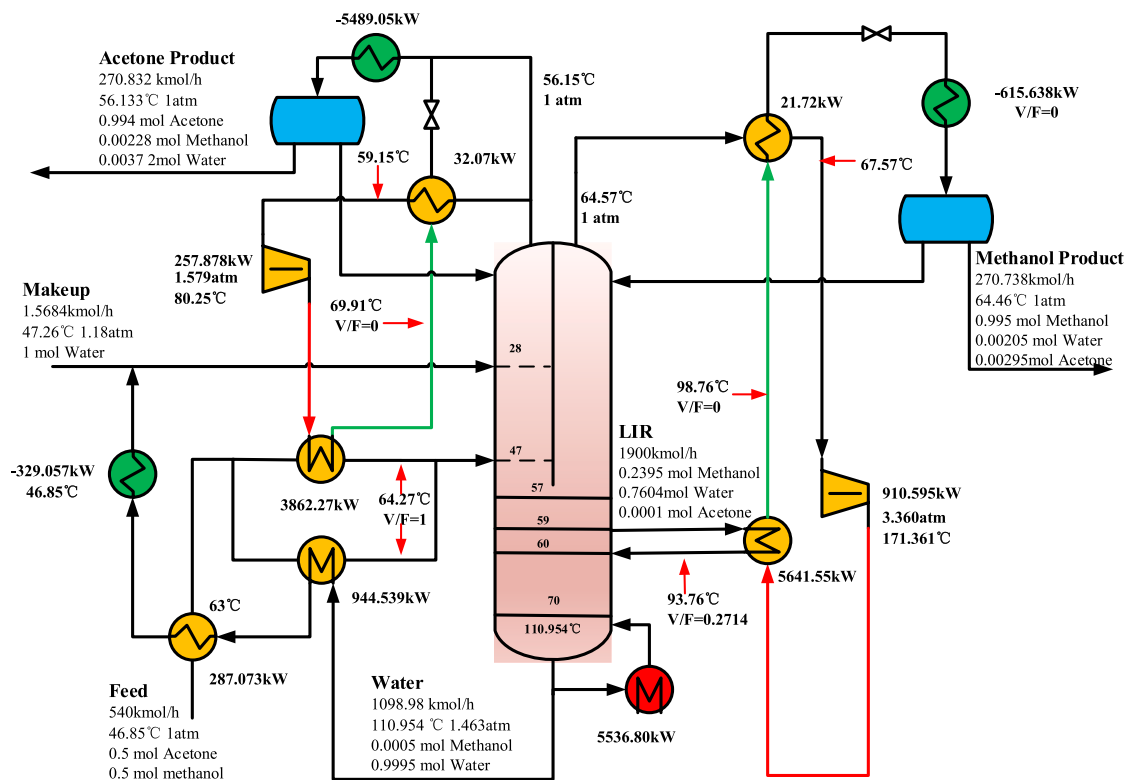 -5489.05kW
Acetone Product
270.832 kmol/h
56.133℃ 1atm
0.994 mol Acetone
0.00228 mol Methanol
0.0037 2mol Water
56.15℃
1 atm
59.15℃
32.07kW
257.878kW
1.579atm
80.25℃
69.91℃
V/F=0
Makeup
1.5684kmol/h
47.26℃ 1.18atm
1 mol Water
-329.057kW
46.85℃
3862.27kW
64.27℃
V/F=1
944.539kW
63℃
287.073kW
Feed
540kmol/h
46.85℃ 1atm
0.5 mol Acetone
0.5 mol methanol
Water
1098.98 kmol/h
110.954 ℃ 1.463atm
0.0005 mol Methanol
0.9995 mol Water
28
47
57
59
60
70
110.954℃
5536.80kW
64.57℃
1 atm
21.72kW
67.57℃
-615.638kW
V/F=0
Methanol Product
270.738kmol/h
64.46℃ 1atm
0.995 mol Methanol
0.00205 mol Water
0.00295mol Acetone
98.76℃
V/F=0
LIR
1900kmol/h
0.2395 mol Methanol
0.7604mol Water
0.0001 mol Acetone
910.595kW
3.360atm
171.361℃
5641.55kW
93.76℃
V/F=0.2714